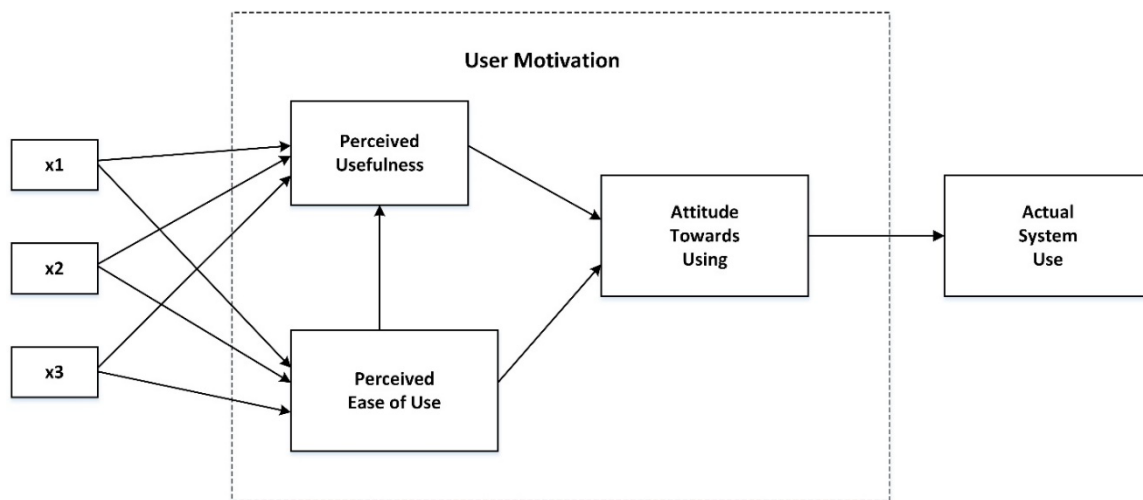 User Motivation
x1
x2
x3
Perceived
Usefulness
Perceived
Ease of Use
Attitude
Towards
Using
Actual
System
Use